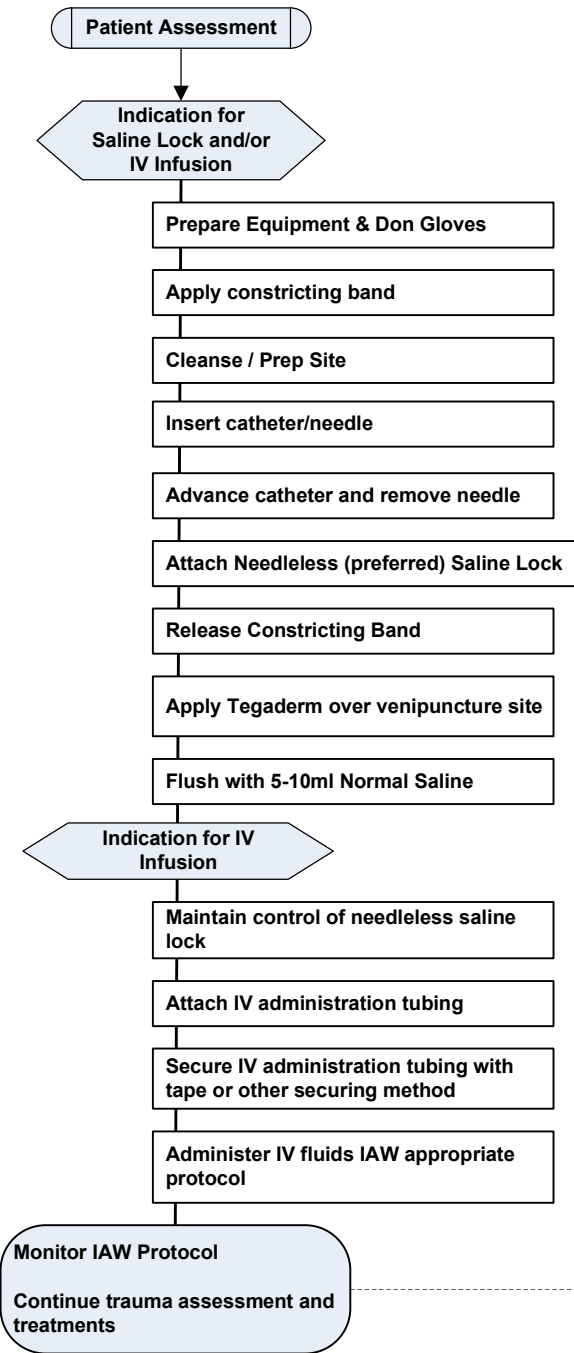 Patient Assessment
Indication for
Saline Lock and/or
IV Infusion
Prepare Equipment & Don Gloves
Apply constricting band
Cleanse / Prep Site
Insert catheter/needle
Advance catheter and remove needle
Attach Needleless (preferred) Saline Lock
Release Constricting Band
Apply Tegaderm over venipuncture site
Flush with 5-10ml Normal Saline
Indication for IV
Infusion
Maintain control of needleless saline
lock
Attach IV administration tubing
Secure IV administration tubing with
tape or other securing method
Administer IV fluids IAW appropriate
protocol
Monitor IAW Protocol
Continue trauma assessment and
treatments